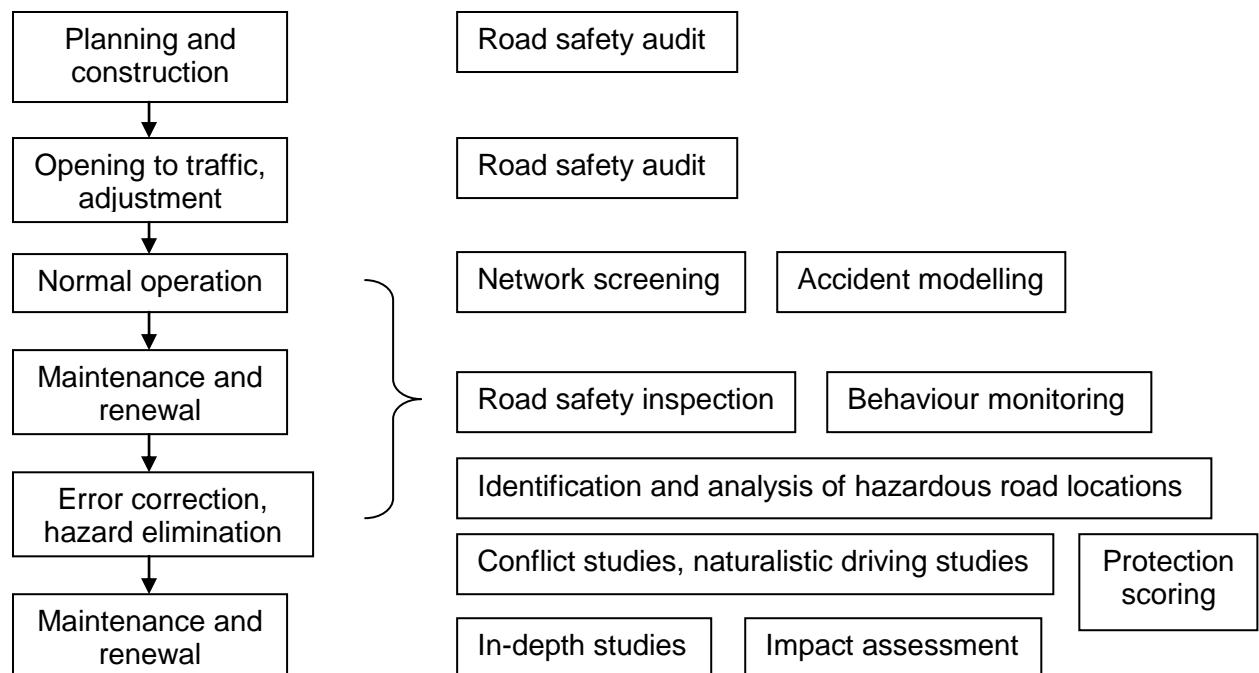 Planning and
construction
Road safety audit
Opening to traffic,
adjustment
Road safety audit
Normal operation
Network screening
Accident modelling
Maintenance and
renewal
Road safety inspection
Behaviour monitoring
Error correction,
hazard elimination
Identification and analysis of hazardous road locations
Conflict studies, naturalistic driving studies
Protection
scoring
Maintenance and
renewal
In-depth studies
Impact assessment